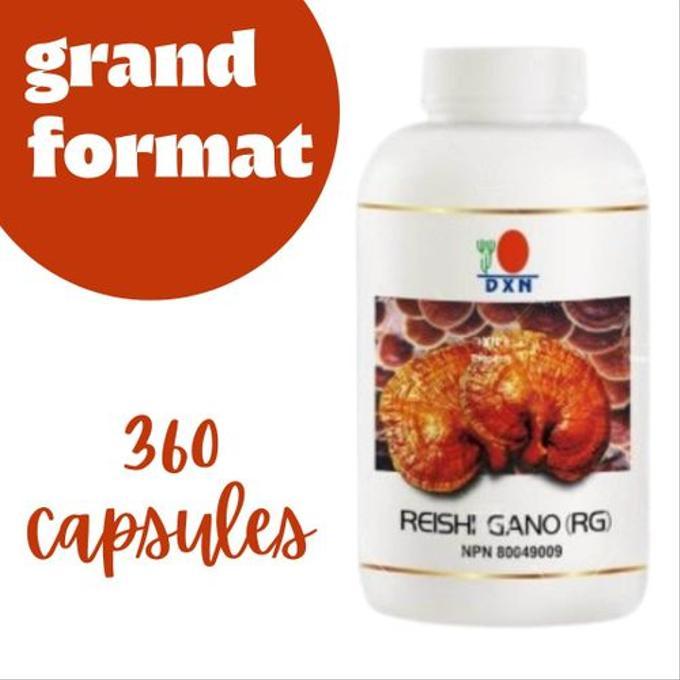 grand
format
360
capsules
DXN
REISHI GANO (RG)
NPN 80049009